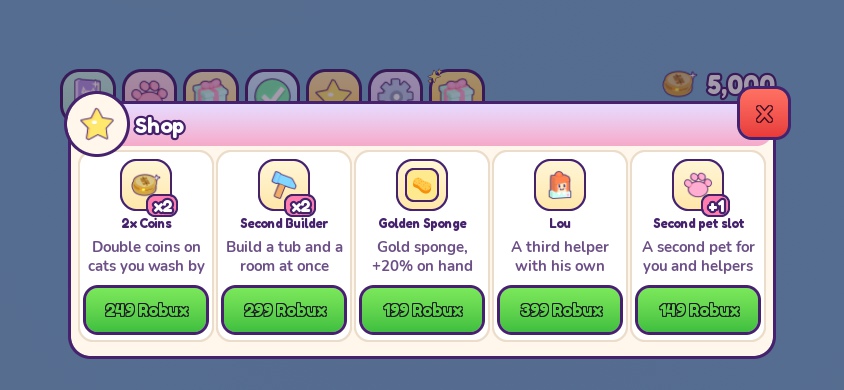 5,000
Shop
X
x2
x2
+1
2x Coins
Second Builder
Golden Sponge
Lou
Second pet slot
Double coins on
cats you wash by
Build a tub and a
room at once
Gold sponge,
+20% on hand
A third helper
with his own
A second pet for
you and helpers
249 Robux
299 Robux
199 Robux
399 Robux
149 Robux